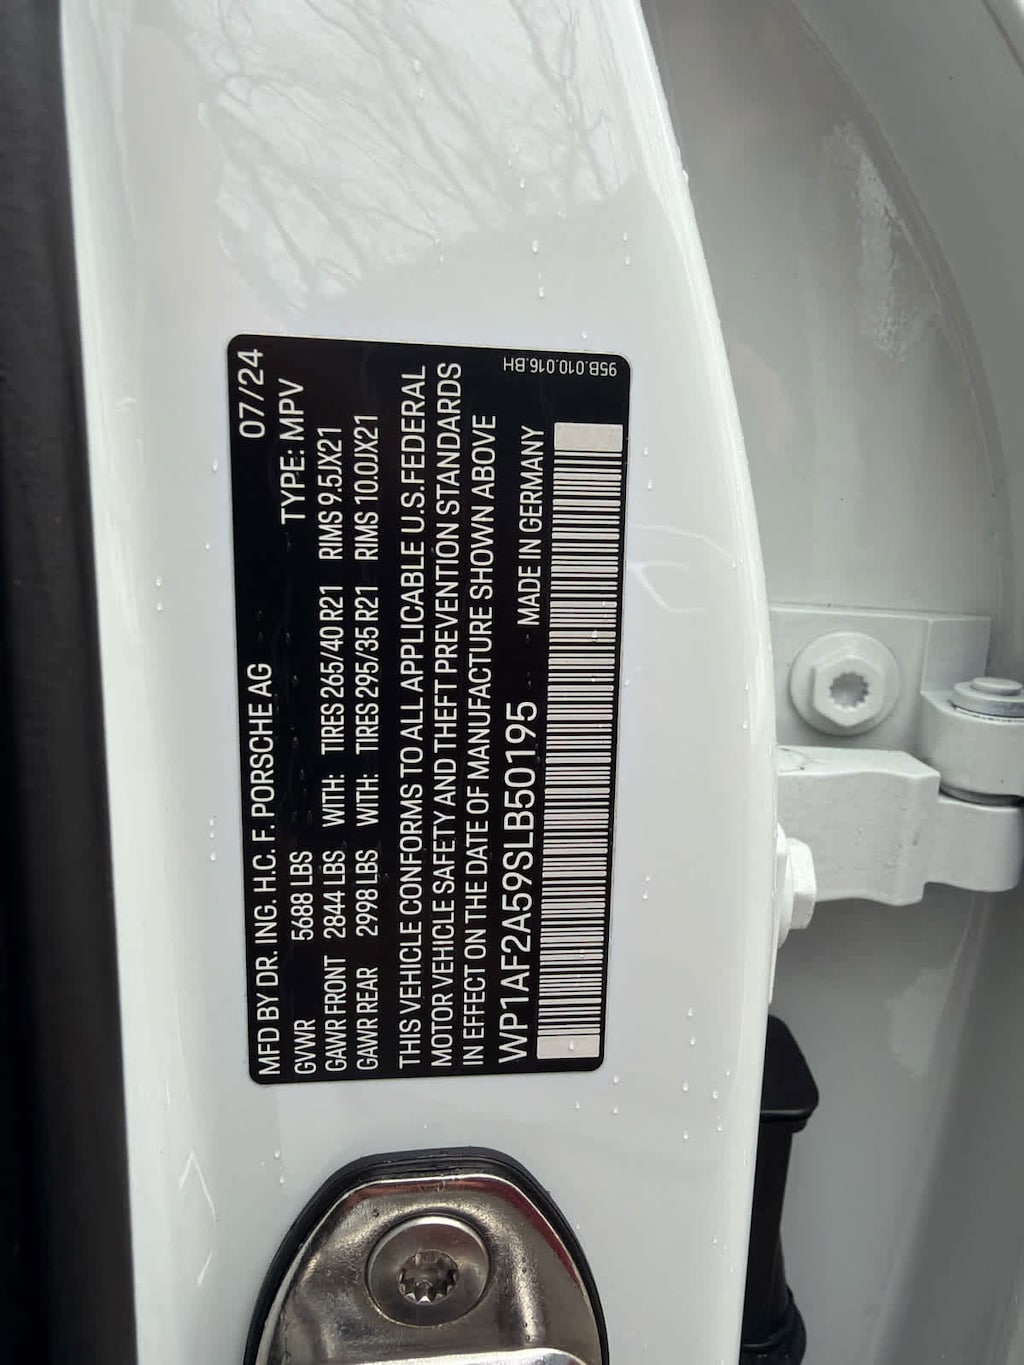 07/24
MFD BY DR. ING. H.C. F. PORSCHE AG
GVWR 5688 LBS TYPE: MPV
GAWR FRONT 2844 LBS WITH: TIRES 265/40 R21 RIMS 9.5JX21
GAWR REAR 2998 LBS WITH: TIRES 295/35 R21 RIMS 10.0JX21
THIS VEHICLE CONFORMS TO ALL APPLICABLE U.S.FEDERAL
MOTOR VEHICLE SAFETY AND THEFT PREVENTION STANDARDS
IN EFFECT ON THE DATE OF MANUFACTURE SHOWN ABOVE
WP1AF2A59SLB50195 MADE IN GERMANY
95B.010.016.BH